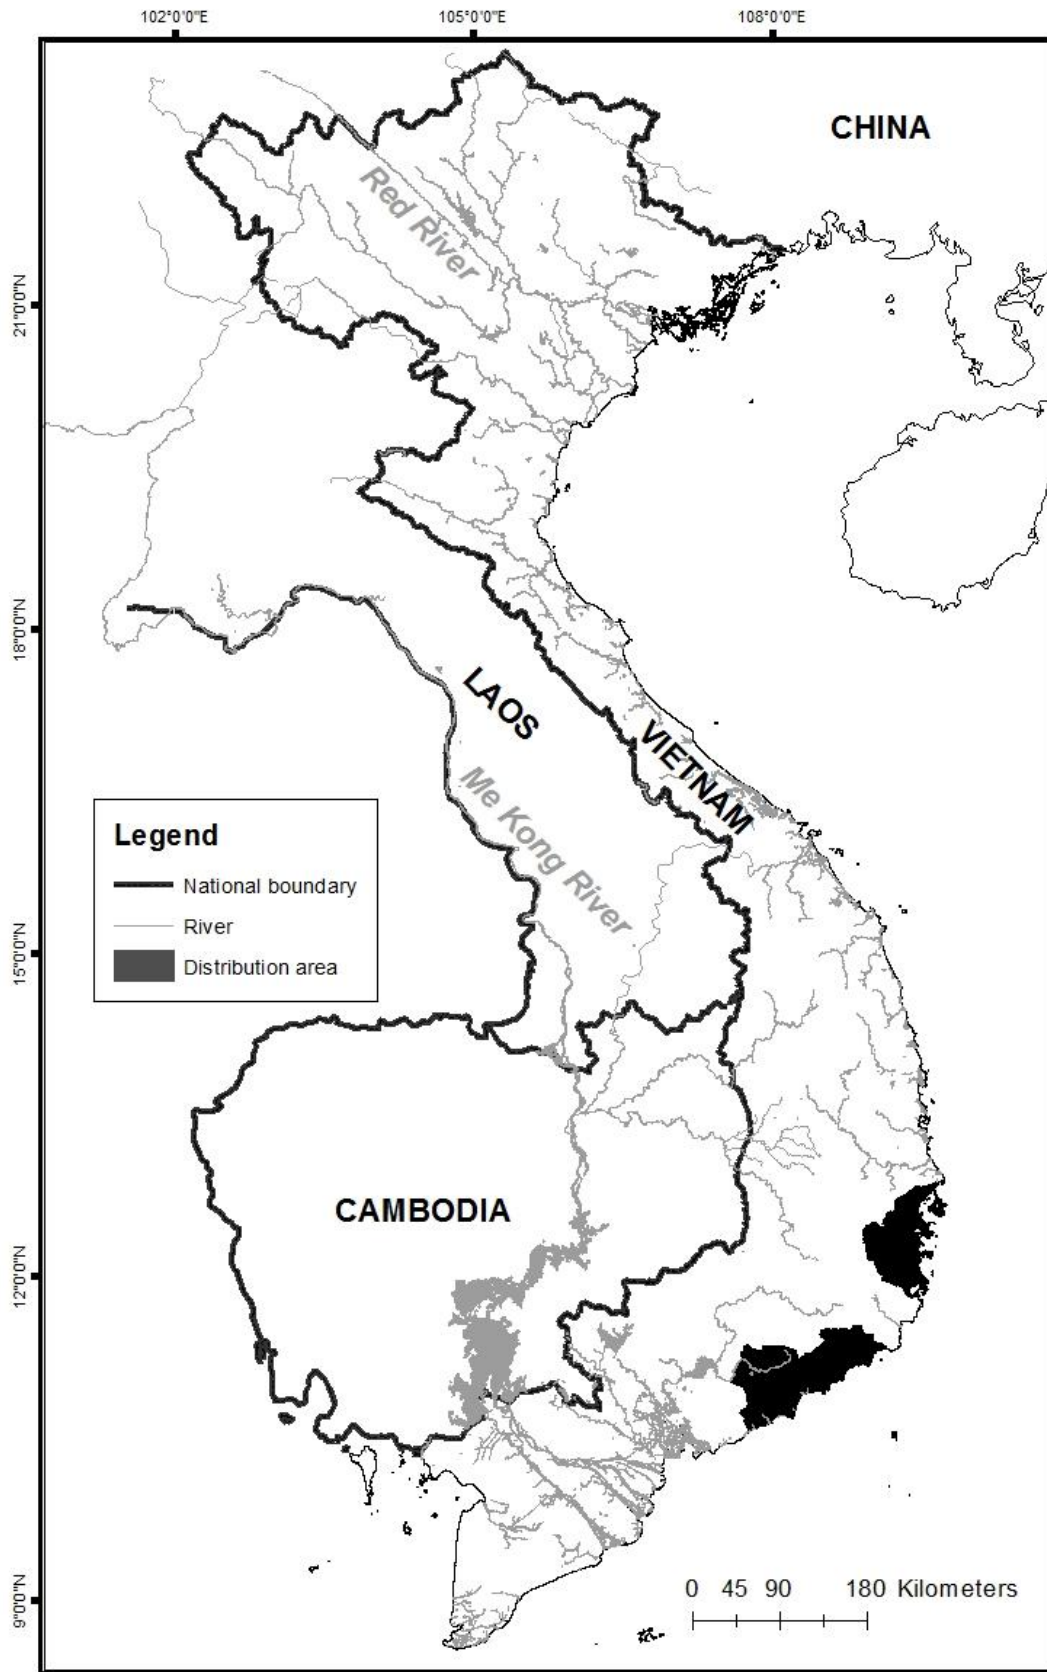 102°0'0"E 105°0'0"E 108°0'0"E
CHINA
Red River
21°0'0"N
18°0'0"N
LAOS
VIETNAM
Me Kong River
Legend
National boundary
River
Distribution area
15°0'0"N
CAMBODIA
12°0'0"N
0 45 90 180 Kilometers
9°0'0"N